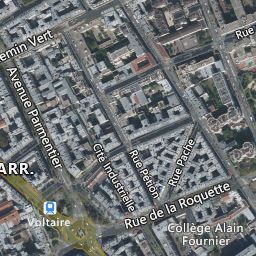 emin Vert
Rue
Avenue Parmentier
ARR.
Cité Industrielle
Rue Pétion
Rue Pache
Voltaire
Rue de la Roquette
Collège Alain
Fournier